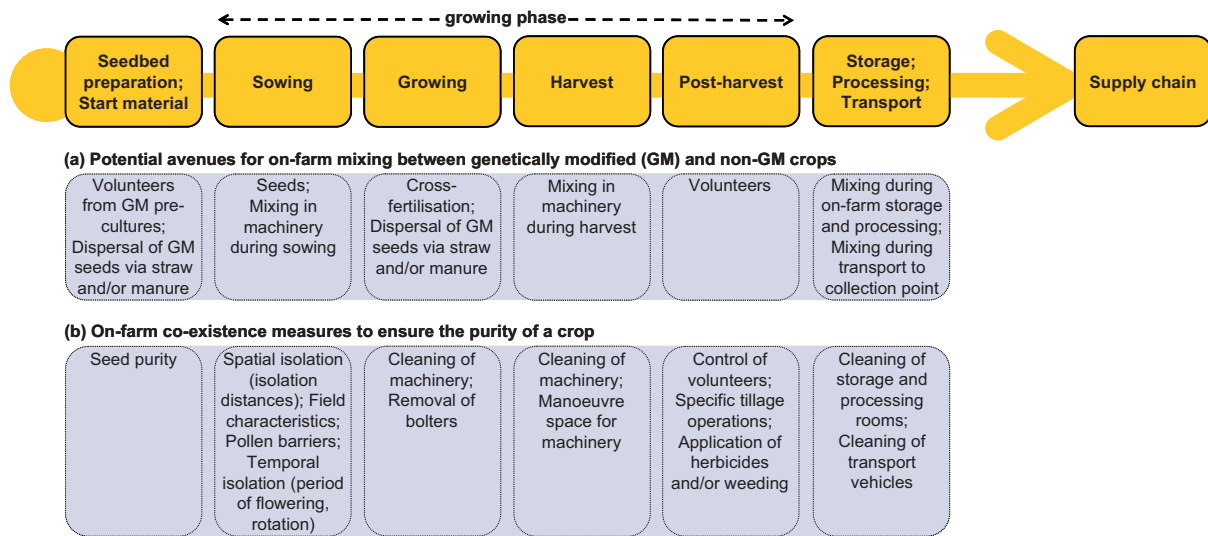 growing phase
Seedbed
preparation;
Start material
Sowing
Growing
Harvest
Post-harvest
Storage;
Processing;
Transport
Supply chain
(a) Potential avenues for on-farm mixing between genetically modified (GM) and non-GM crops
Volunteers
from GM pre-
cultures;
Dispersal of GM
seeds via straw
and/or manure
Seeds;
Mixing in
machinery
during sowing
Cross-
fertilisation;
Dispersal of GM
seeds via straw
and/or manure
Mixing in
machinery
during harvest
Volunteers
Mixing during
on-farm storage
and processing;
Mixing during
transport to
collection point
(b) On-farm co-existence measures to ensure the purity of a crop
Seed purity
Spatial isolation
(isolation
distances); Field
characteristics;
Pollen barriers;
Temporal
isolation (period
of flowering,
rotation)
Cleaning of
machinery;
Removal of
bolters
Cleaning of
machinery;
Manoeuvre
space for
machinery
Control of
volunteers;
Specific tillage
operations;
Application of
herbicides
and/or weeding
Cleaning of
storage and
processing
rooms;
Cleaning of
transport
vehicles